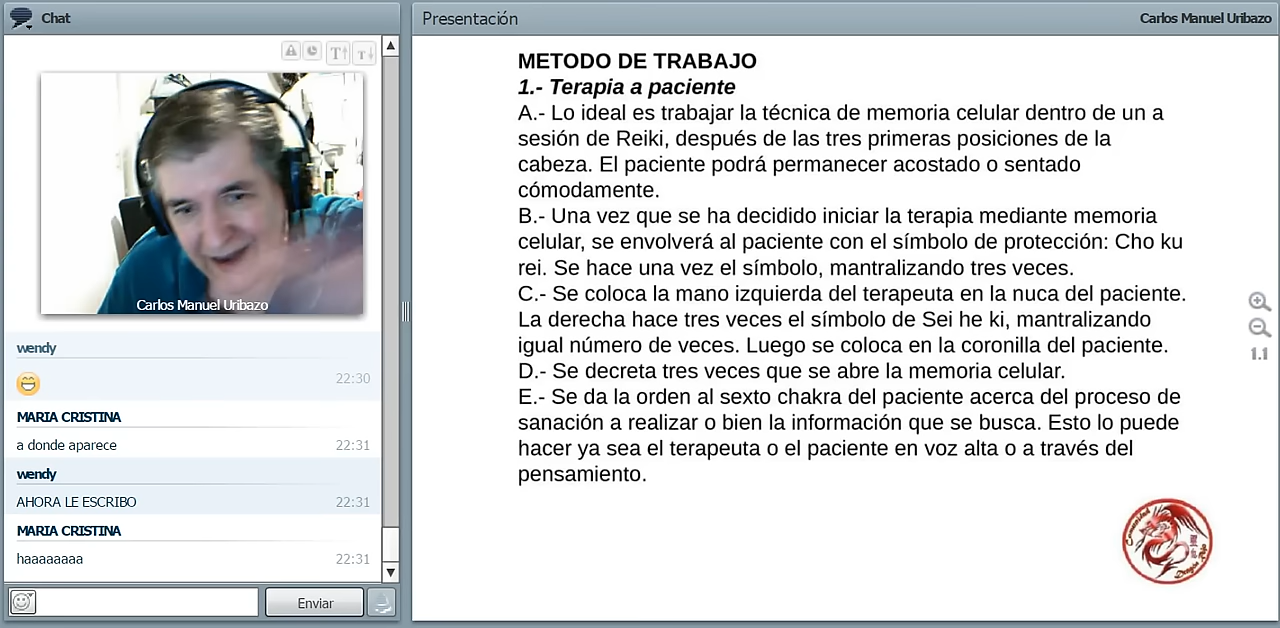 Chat
Carlos Manuel Uribazo
wendy
22:30
MARIA CRISTINA
a donde aparece
22:31
wendy
AHORA LE ESCRIBO
22:31
MARIA CRISTINA
haaaaaaaa
22:31
Enviar
Presentación
Carlos Manuel Uribazo
METODO DE TRABAJO
1.- Terapia a paciente
A.- Lo ideal es trabajar la técnica de memoria celular dentro de un a
sesión de Reiki, después de las tres primeras posiciones de la
cabeza. El paciente podrá permanecer acostado o sentado
cómodamente.
B.- Una vez que se ha decidido iniciar la terapia mediante memoria
celular, se envolverá al paciente con el símbolo de protección: Cho ku
rei. Se hace una vez el símbolo, mantralizando tres veces.
C.- Se coloca la mano izquierda del terapeuta en la nuca del paciente.
La derecha hace tres veces el símbolo de Sei he ki, mantralizando
igual número de veces. Luego se coloca en la coronilla del paciente.
D.- Se decreta tres veces que se abre la memoria celular.
E.- Se da la orden al sexto chakra del paciente acerca del proceso de
sanación a realizar o bien la información que se busca. Esto lo puede
hacer ya sea el terapeuta o el paciente en voz alta o a través del
pensamiento.
1.1
Comunidad